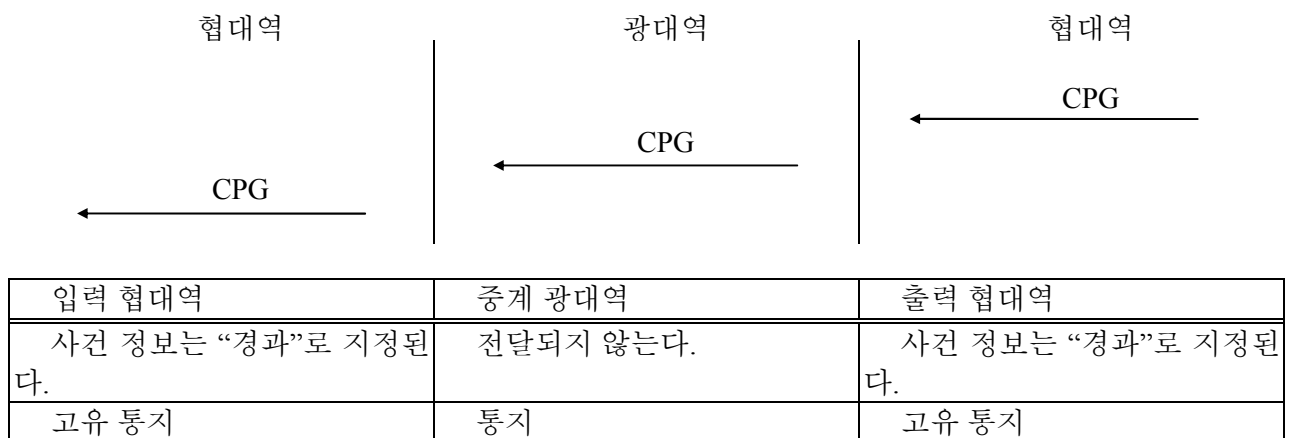 협대역 광대역 협대역
CPG
CPG
CPG
입력 협대역 중계 광대역 출력 협대역
사건 정보는 “경과”로 지정된 전달되지 않는다. 사건 정보는 “경과”로 지정된
다. 다.
고유 통지 통지 고유 통지